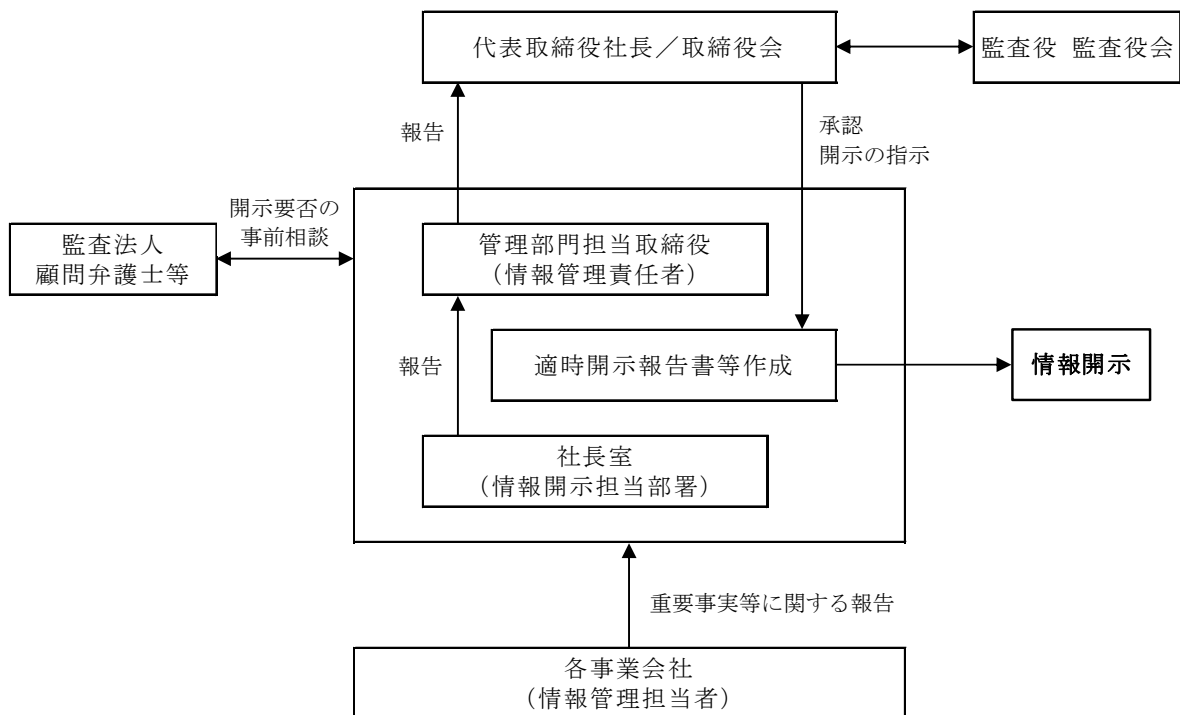 代表取締役社長／取締役会
監査役 監査役会
報告
承認
開示の指示
開示要否の
事前相談
監査法人
顧問弁護士等
管理部門担当取締役
（情報管理責任者）
報告
適時開示報告書等作成
情報開示
社長室
（情報開示担当部署）
重要事実等に関する報告
各事業会社
（情報管理担当者）